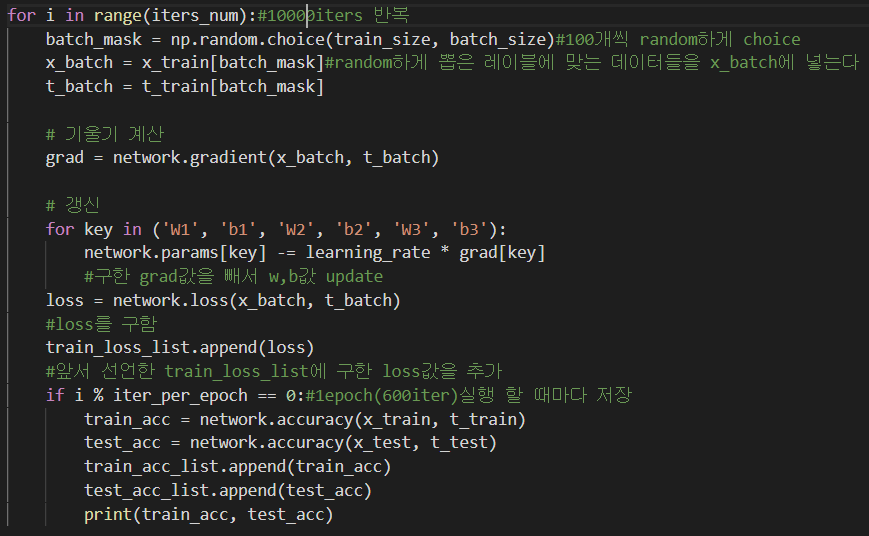 for i in range(iters_num):#10000iters 반복
    batch_mask = np.random.choice(train_size, batch_size)#100개씩 random하게 choice
    x_batch = x_train[batch_mask]#random하게 뽑은 레이블에 맞는 데이터들을 x_batch에 넣는다
    t_batch = t_train[batch_mask]

    # 기울기 계산
    grad = network.gradient(x_batch, t_batch)

    # 갱신
    for key in ('W1', 'b1', 'W2', 'b2', 'W3', 'b3'):
        network.params[key] -= learning_rate * grad[key]
        #구한 grad값을 빼서 w,b값 update
    loss = network.loss(x_batch, t_batch)
    #loss를 구함
    train_loss_list.append(loss)
    #앞서 선언한 train_loss_list에 구한 loss값을 추가
    if i % iter_per_epoch == 0:#1epoch(600iter)실행 할 때마다 저장
        train_acc = network.accuracy(x_train, t_train)
        test_acc = network.accuracy(x_test, t_test)
        train_acc_list.append(train_acc)
        test_acc_list.append(test_acc)
        print(train_acc, test_acc)